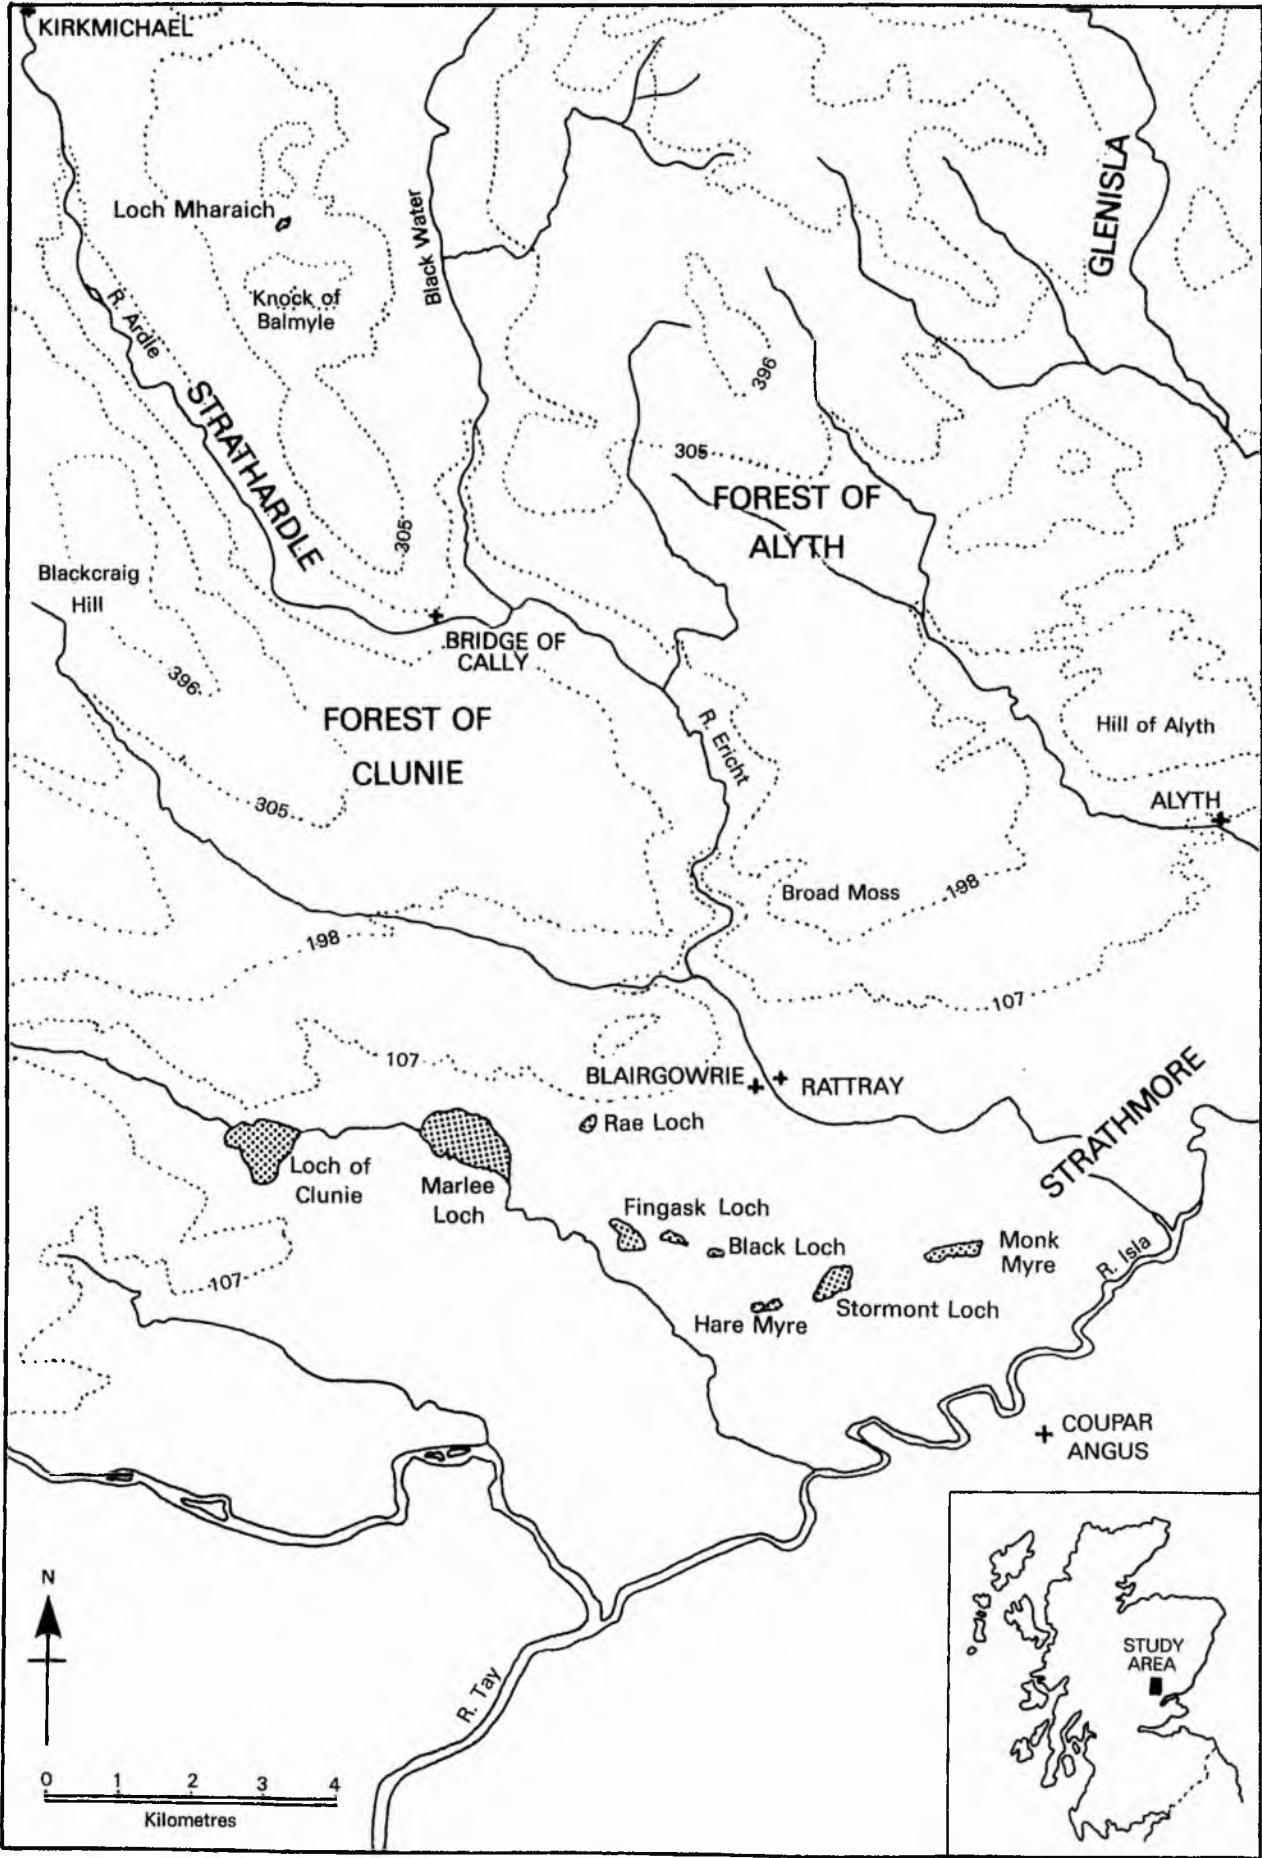 KIRKMICHAEL
GLENISLA
Loch Mharaich
Black Water
Knock of
Balmyle
R. Ardle
396
STRATHARDLE
305
FOREST OF
ALYTH
305
Blackcraig
Hill
BRIDGE OF
CALLY
396
FOREST OF
CLUNIE
R. Ericht
Hill of Alyth
305
ALYTH
Broad Moss
198
198
107
107
BLAIRGOWRIE
RATTRAY
STRATHMORE
Rae Loch
Loch of
Clunie
Marlee
Loch
Fingask Loch
Black Loch
Monk
Myre
R. Isla
107
Stormont Loch
Hare Myre
COUPAR
ANGUS
N
STUDY
AREA
R. Tay
0 1 2 3 4
Kilometres